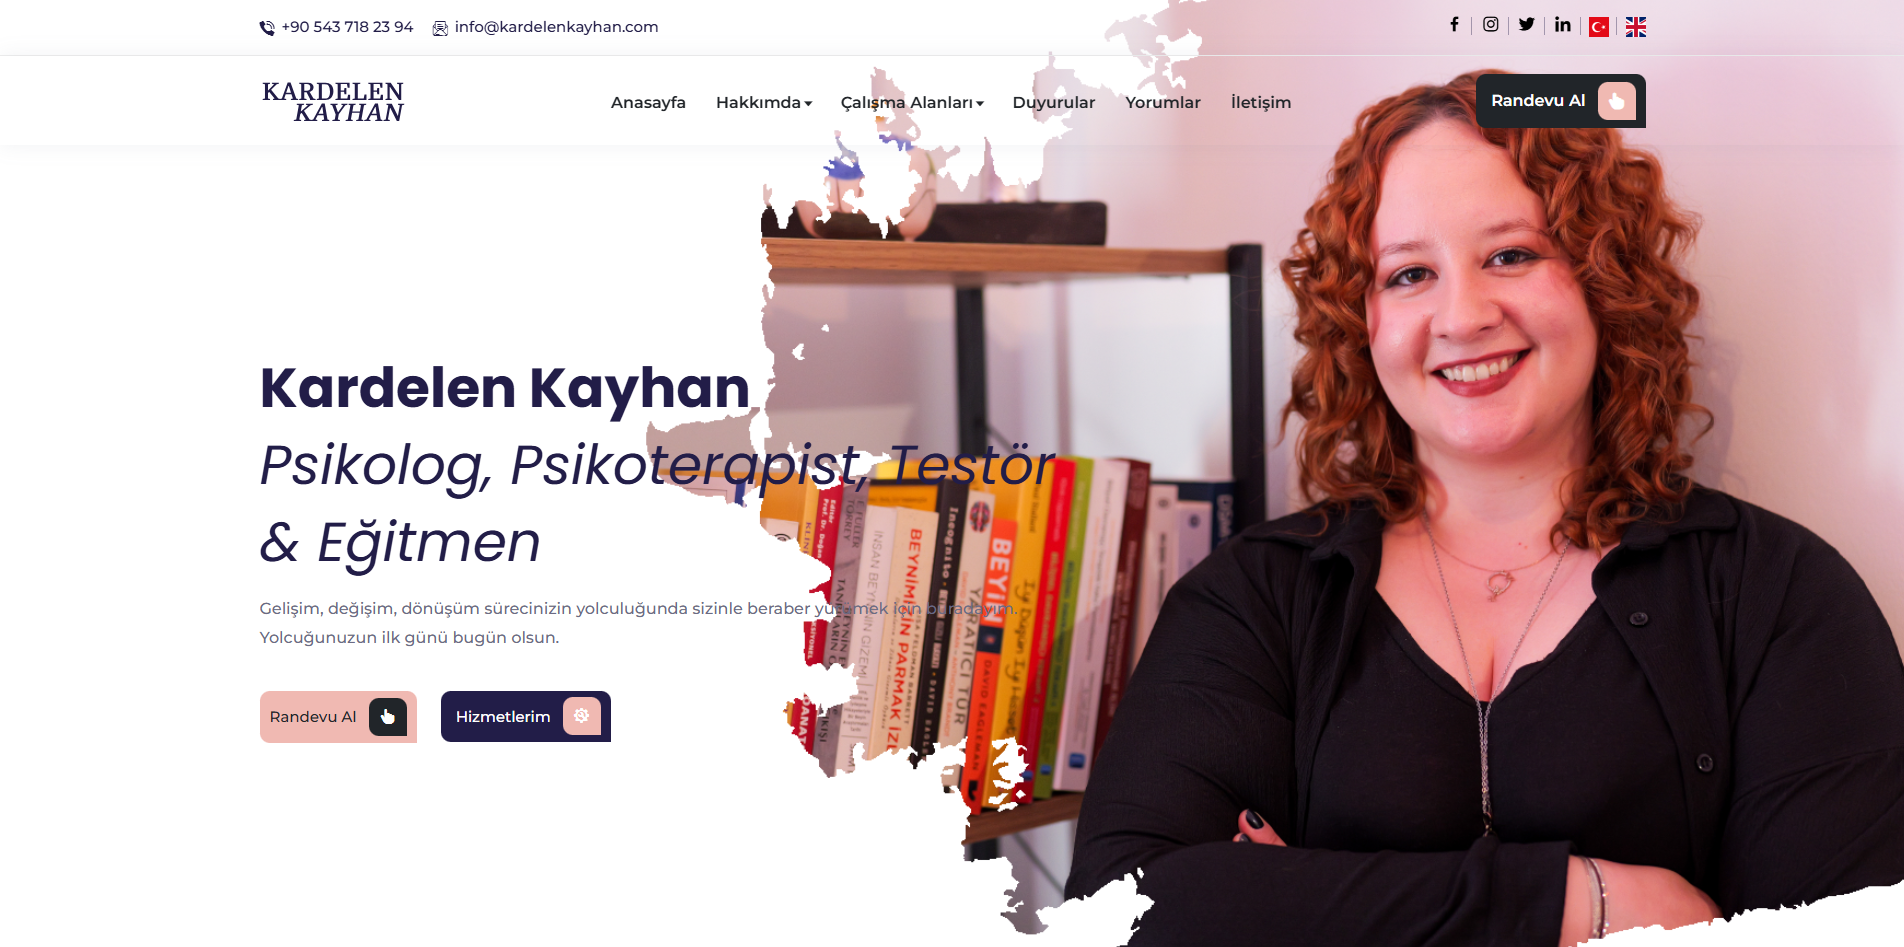 +90 543 718 23 94 info@kardelenkayhan.com
KARDELEN
KAYHAN
Anasayfa Hakkımda Çalışma Alanları Duyurular Yorumlar İletişim
Randevu Al
Kardelen Kayhan
Psikolog, Psikoterapist, Testör
& Eğitmen
Gelişim, değişim, dönüşüm sürecinizin yolculuğunda sizinle beraber yürümek için buradayım.
Yolcuğunuzun ilk günü bugün olsun.
Randevu Al
Hizmetlerim
İNSAN BEYNİNİN GİZEMİ
BEYNİMİZİN PARMAK İZİ
Incognito
YARATICI TÜR
DAVID EAGLEMAN
BEYİN